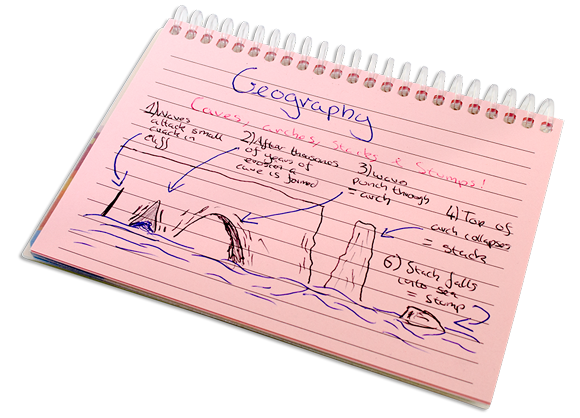 Geography
Caves, arches, stacks & Stumps!
1) Waves
attack small
crack in
cliff
2) After thousands
of years of
erosion a
cave is formed
3) waves
punch through
= arch
4) Top of
arch collapses
= stack
6) Stack falls
into sea
= stump